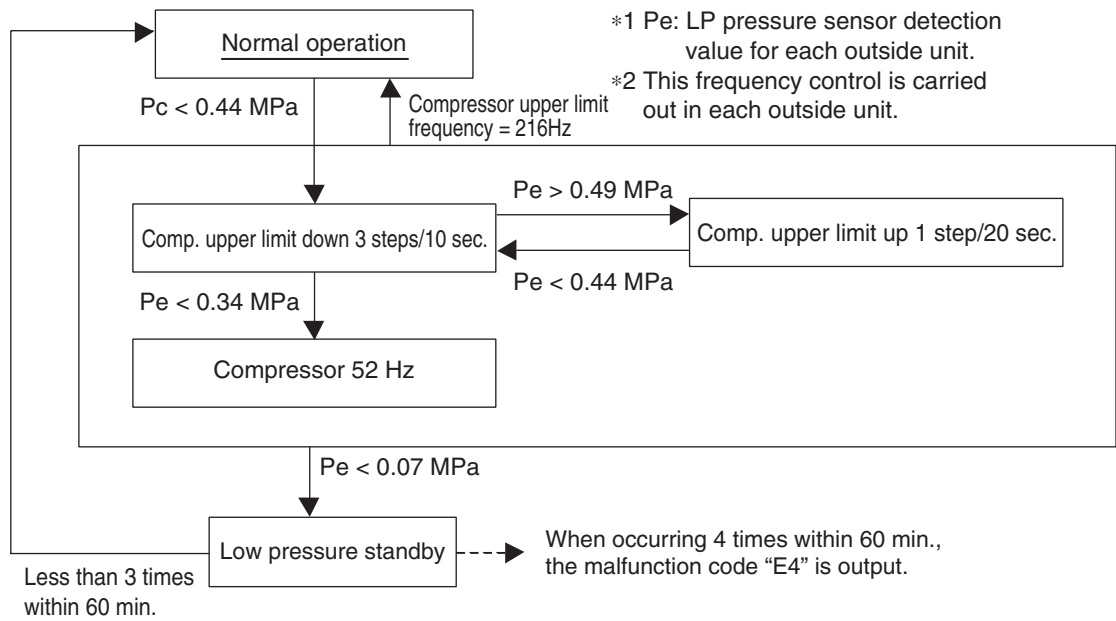 Normal operation
*1 Pe: LP pressure sensor detection
value for each outside unit.
*2 This frequency control is carried
out in each outside unit.
Pc < 0.44 MPa
Compressor upper limit
frequency = 216Hz
Pe > 0.49 MPa
Comp. upper limit down 3 steps/10 sec.
Comp. upper limit up 1 step/20 sec.
Pe < 0.44 MPa
Pe < 0.34 MPa
Compressor 52 Hz
Pe < 0.07 MPa
Low pressure standby
When occurring 4 times within 60 min.,
the malfunction code “E4” is output.
Less than 3 times
within 60 min.